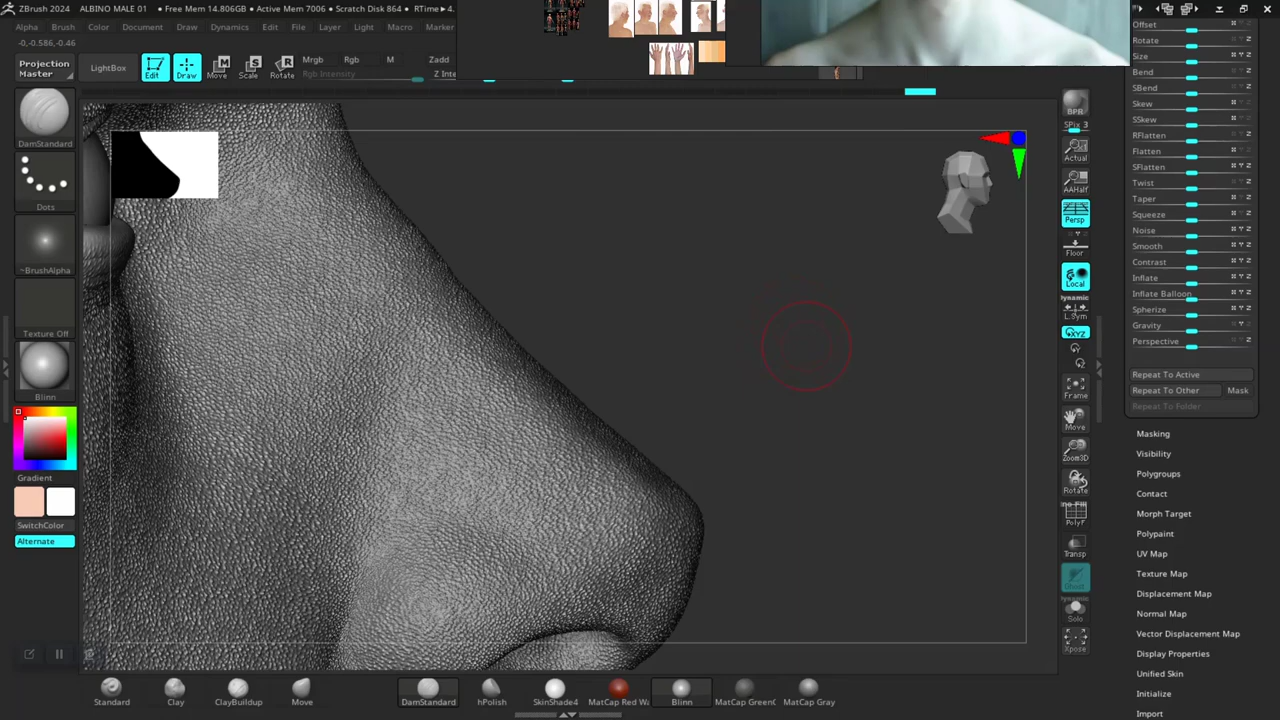 ZBrush 2024 ALBINO MALE 01 • Free Mem 14.806GB • Active Mem 7006 • Scratch Disk 864 • RTime▸4.
Alpha Brush Color Document Draw Dynamics Edit File Layer Light Macro Marker
-0,-0.586,-0.46
Projection Master
LightBox
Edit
Draw
Move
Scale
Rotate
Mrgb Rgb M Zadd
Rgb Intensity Z Inte
DamStandard
Dots
~BrushAlpha
Texture Off
Blinn
Gradient
SwitchColor
Alternate
BPR
SPix 3
Actual
AAHalf
Persp
Floor
Local
Dynamic
L.Sym
XYZ
Frame
Move
Zoom3D
Rotate
PolyF
Transp
Ghost
Dynamic
Solo
Xpose
Offset
Rotate
Size
Bend
SBend
Skew
SSkew
RFlatten
Flatten
SFlatten
Twist
Taper
Squeeze
Noise
Smooth
Contrast
Inflate
Inflate Balloon
Spherize
Gravity
Perspective
Repeat To Active
Repeat To Other Mask
Repeat To Folder
Masking
Visibility
Polygroups
Contact
Morph Target
Polypaint
UV Map
Texture Map
Displacement Map
Normal Map
Vector Displacement Map
Display Properties
Unified Skin
Initialize
Import
Standard Clay ClayBuildup Move DamStandard hPolish SkinShade4 MatCap Red Wa Blinn MatCap GreenC MatCap Gray